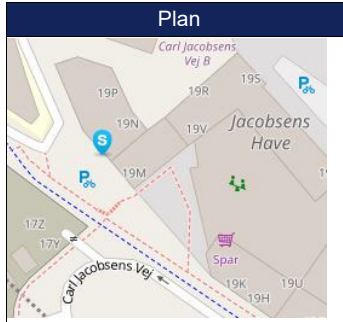 Plan
Carl Jacobsens
Vej B
19P
19R
19S
P
19N
19V
Jacobsens
Have
S
P
19M
17Z
17Y
Spar
Carl Jacobsens Vej
19K
19U
19H